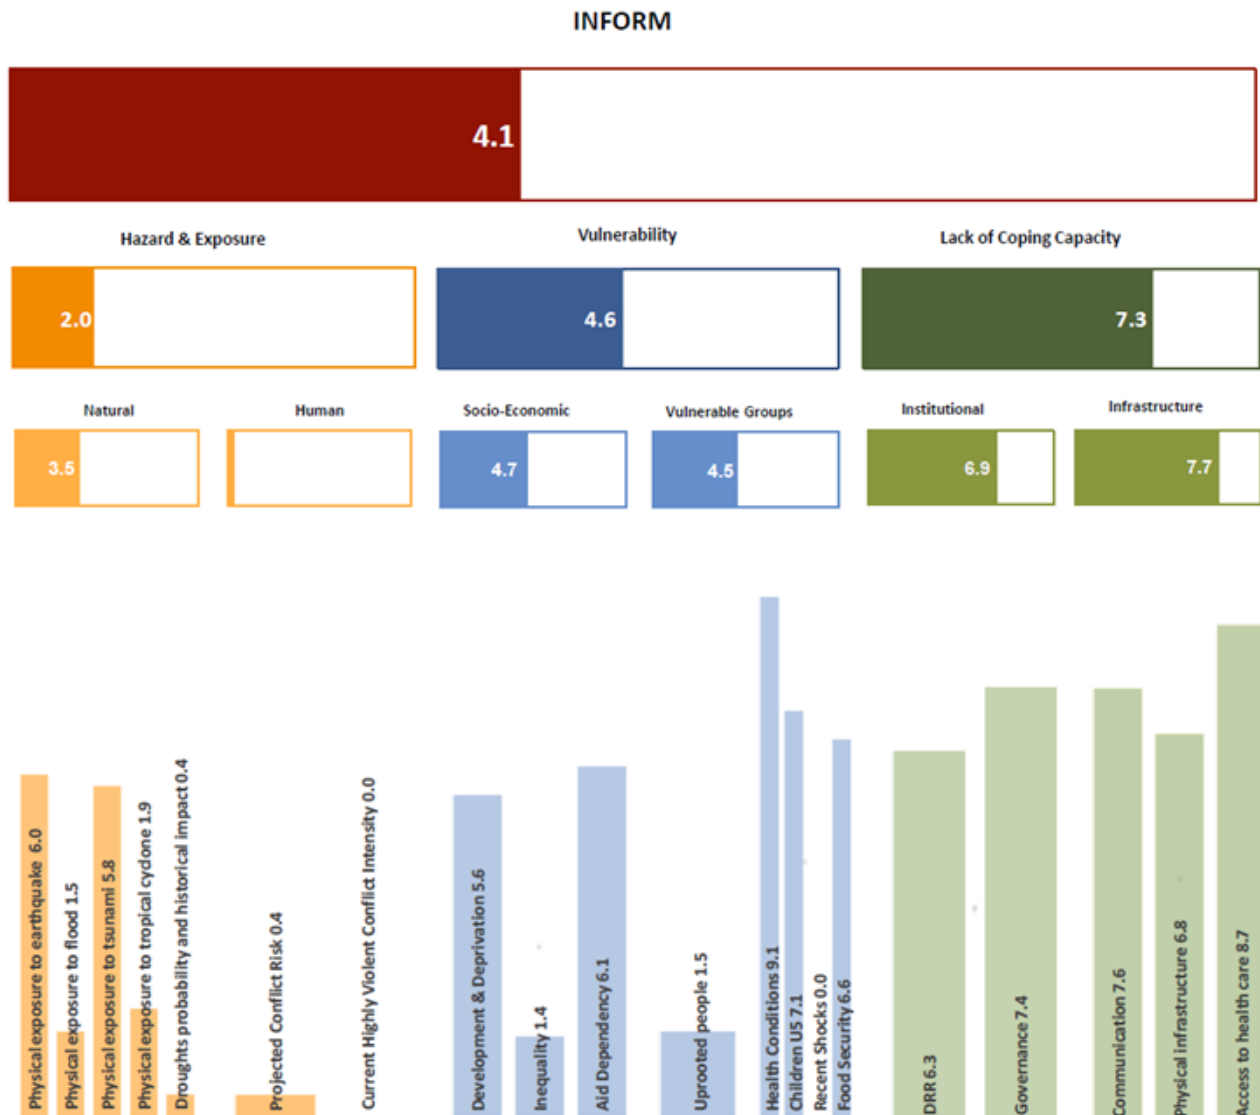 INFORM
4.1
Hazard & Exposure
Vulnerability
Lack of Coping Capacity
2.0
4.6
7.3
Natural
Human
Socio-Economic
Vulnerable Groups
Institutional
Infrastructure
3.5
4.7
4.5
6.9
7.7
Physical exposure to earthquake 6.0
Physical exposure to flood 1.5
Physical exposure to tsunami 5.8
Physical exposure to tropical cyclone 1.9
Droughts probability and historical impact 0.4
Projected Conflict Risk 0.4
Current Highly Violent Conflict Intensity 0.0
Development & Deprivation 5.6
Inequality 1.4
Aid Dependency 6.1
Uprooted people 1.5
Health Conditions 9.1
Children U5 7.1
Recent Shocks 0.0
Food Security 6.6
DRR 6.3
Governance 7.4
Communication 7.6
Physical infrastructure 6.8
Access to health care 8.7